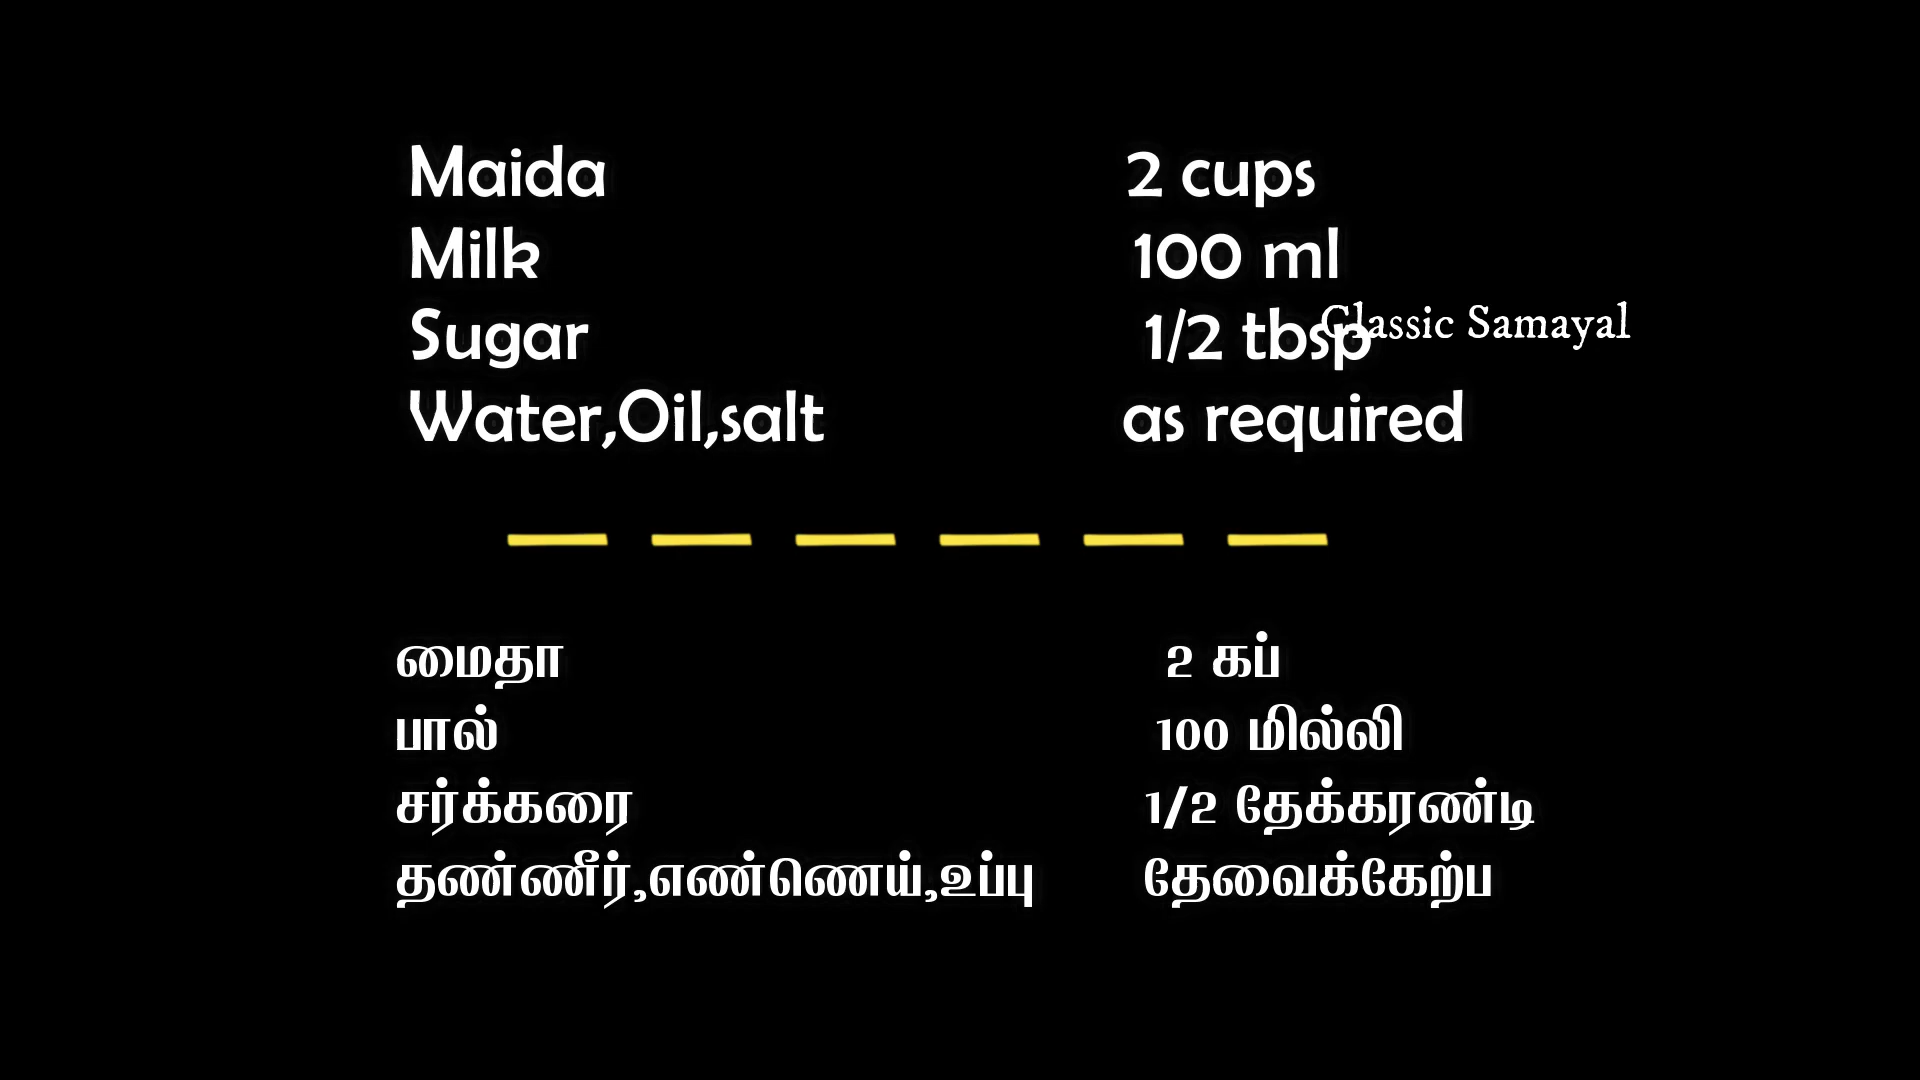 Maida 2 cups
Milk 100 ml
Sugar 1/2 tbsp
Classic Samayal
Water,Oil,salt as required
மைதா 2 கப்
பால் 100 மில்லி
சர்க்கரை 1/2 தேக்கரண்டி
தண்ணீர்,எண்ணெய்,உப்பு தேவைக்கேற்ப